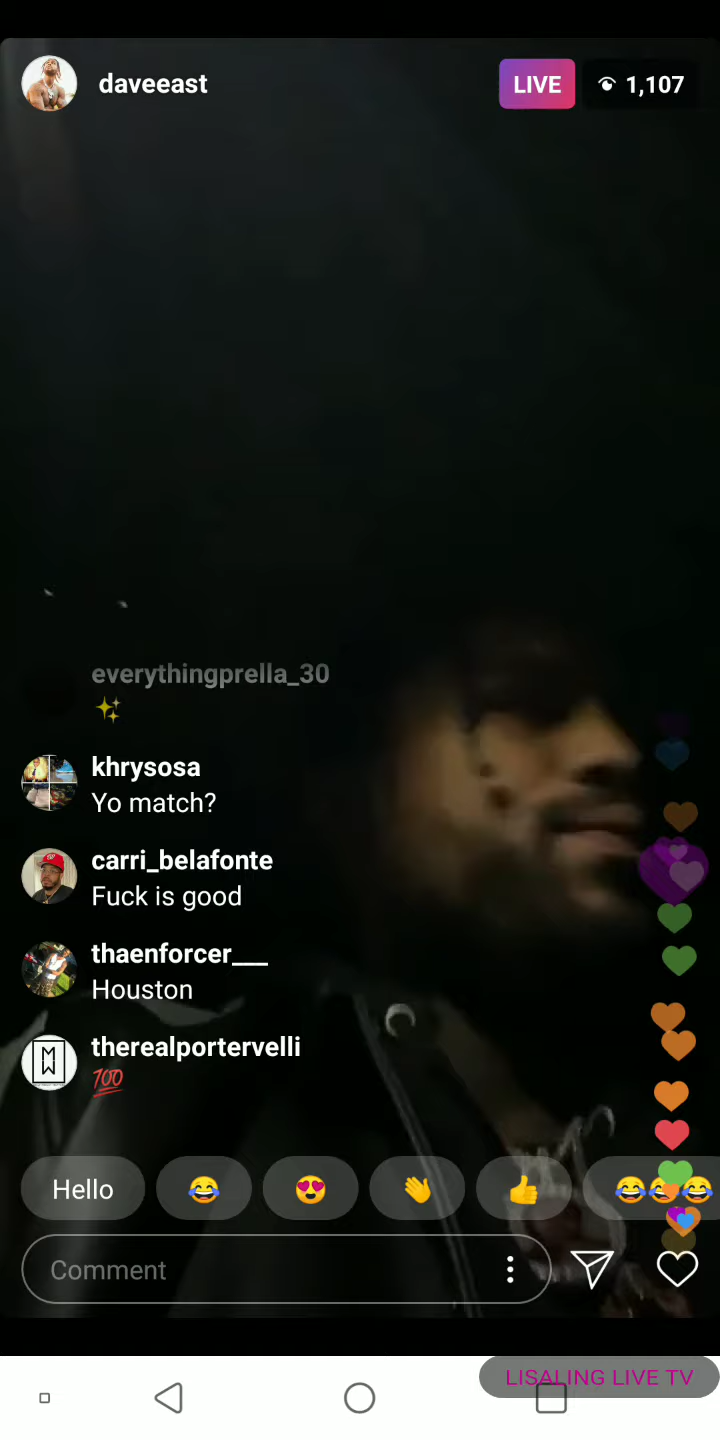 daveeast
LIVE
1,107
everythingprella_30
✨
khrysosa
Yo match?
carri_belafonte
Fuck is good
thaenforcer___
Houston
therealportervelli
💯
Hello 😂 😍 👋 👍 😂😂😂
Comment
LISALING LIVE TV